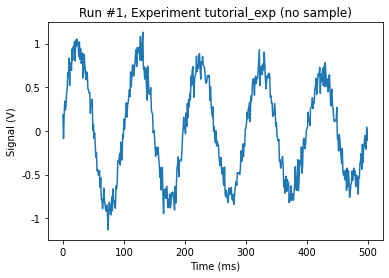 Run #1, Experiment tutorial_exp (no sample)
1
0.5
0
-0.5
-1
Signal (V)
0 100 200 300 400 500
Time (ms)